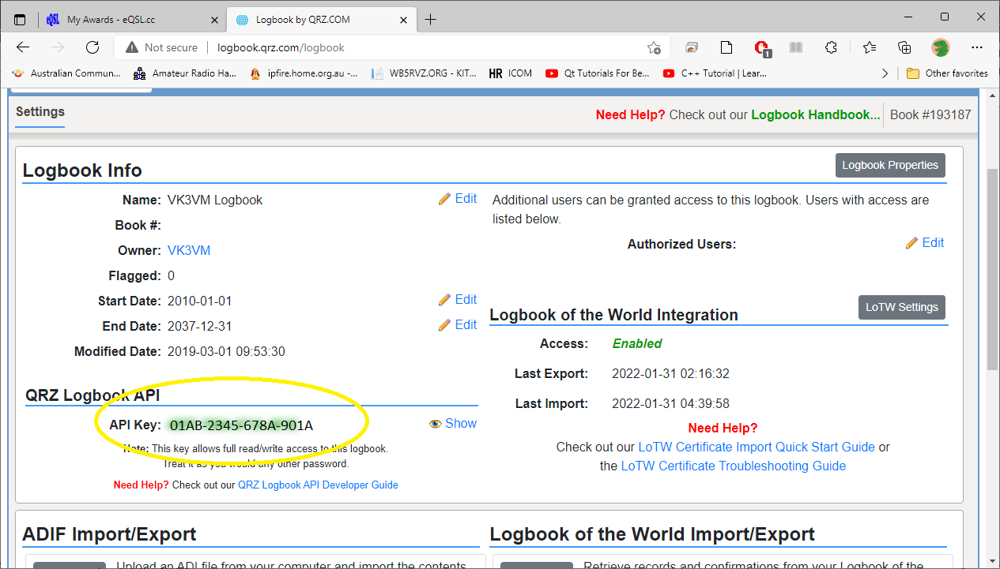 eQSL My Awards - eQSL.cc
Logbook by QRZ.COM
Not secure logbook.qrz.com/logbook 1
Australian Commun... Amateur Radio Ha... ipfire.home.org.au -... WB5RVZ.ORG - KIT... HR ICOM Qt Tutorials For Be... C++ Tutorial | Lear... Other favorites
Settings
Need Help? Check out our Logbook Handbook... Book #193187
Logbook Info
Logbook Properties
Name: VK3VM Logbook Edit
Book #:
Owner: VK3VM
Flagged: 0
Start Date: 2010-01-01 Edit
End Date: 2037-12-31 Edit
Modified Date: 2019-03-01 09:53:30
Additional users can be granted access to this logbook. Users with access are
listed below.
Authorized Users: Edit
QRZ Logbook API
API Key: 01AB-2345-678A-901A Show
Note: This key allows full read/write access to this logbook.
Treat it as you would any other password.
Need Help? Check out our QRZ Logbook API Developer Guide
LoTW Settings
Logbook of the World Integration
Access: Enabled
Last Export: 2022-01-31 02:16:32
Last Import: 2022-01-31 04:39:58
Need Help?
Check out our LoTW Certificate Import Quick Start Guide or
the LoTW Certificate Troubleshooting Guide
ADIF Import/Export
Upload an ADI file from your computer and import the contents
Logbook of the World Import/Export
Retrieve records and confirmations from your Logbook of the